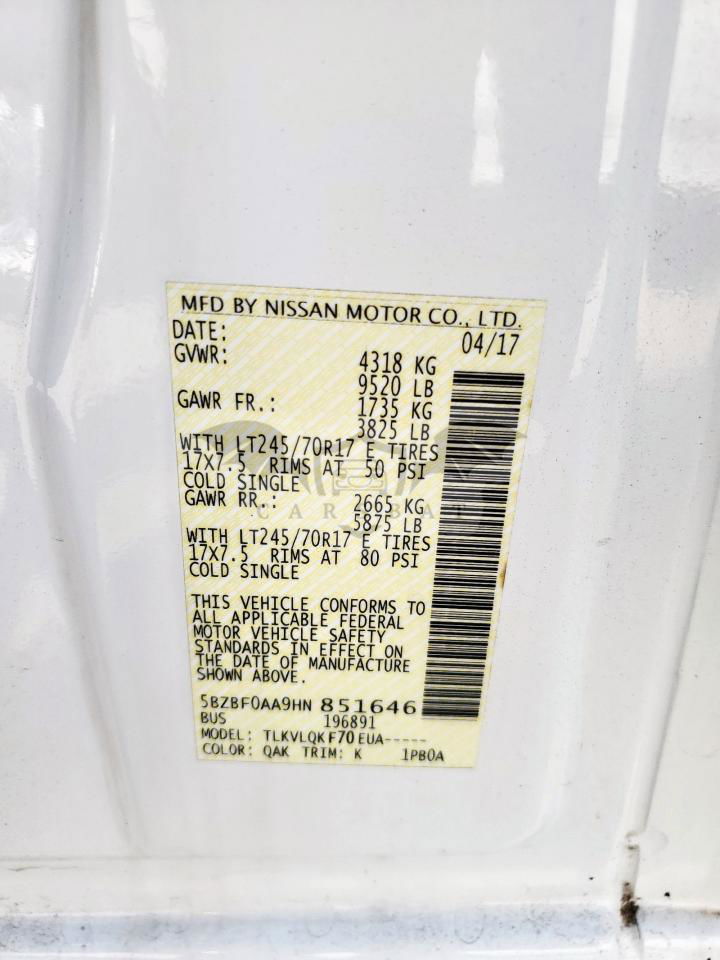 MFD BY NISSAN MOTOR CO., LTD.
DATE: 04/17
GVWR: 4318 KG
9520 LB
GAWR FR.: 1735 KG
3825 LB
WITH LT245/70R17 E TIRES
17X7.5 RIMS AT 50 PSI
COLD SINGLE
GAWR RR.: 2665 KG
5875 LB
WITH LT245/70R17 E TIRES
17X7.5 RIMS AT 80 PSI
COLD SINGLE
THIS VEHICLE CONFORMS TO
ALL APPLICABLE FEDERAL
MOTOR VEHICLE SAFETY
STANDARDS IN EFFECT ON
THE DATE OF MANUFACTURE
SHOWN ABOVE.
5BZBF0AA9HN 851646
BUS 196891
MODEL: TLKVLQK F70 EUA-----
COLOR: QAK TRIM: K 1PB0A
CAR BAT